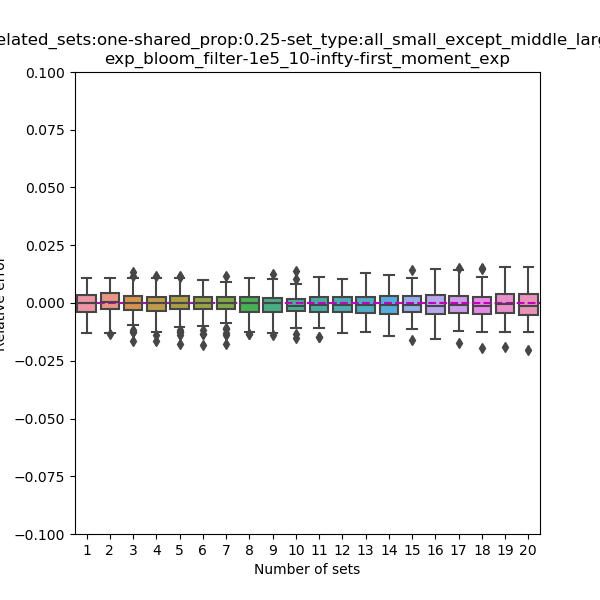 elated_sets:one-shared_prop:0.25-set_type:all_small_except_middle_larg
exp_bloom_filter-1e5_10-infty-first_moment_exp
0.100
0.075
0.050
0.025
0.000
−0.025
−0.050
−0.075
−0.100
Relative error
1 2 3 4 5 6 7 8 9 10 11 12 13 14 15 16 17 18 19 20
Number of sets